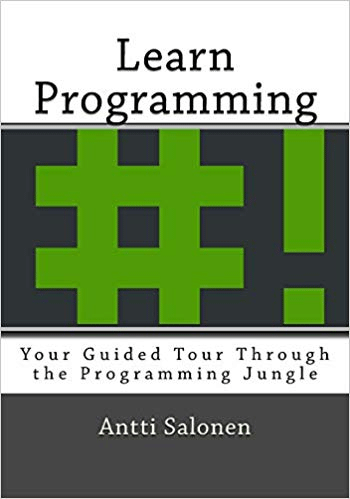 Learn
Programming
#!
Your Guided Tour Through
the Programming Jungle
Antti Salonen